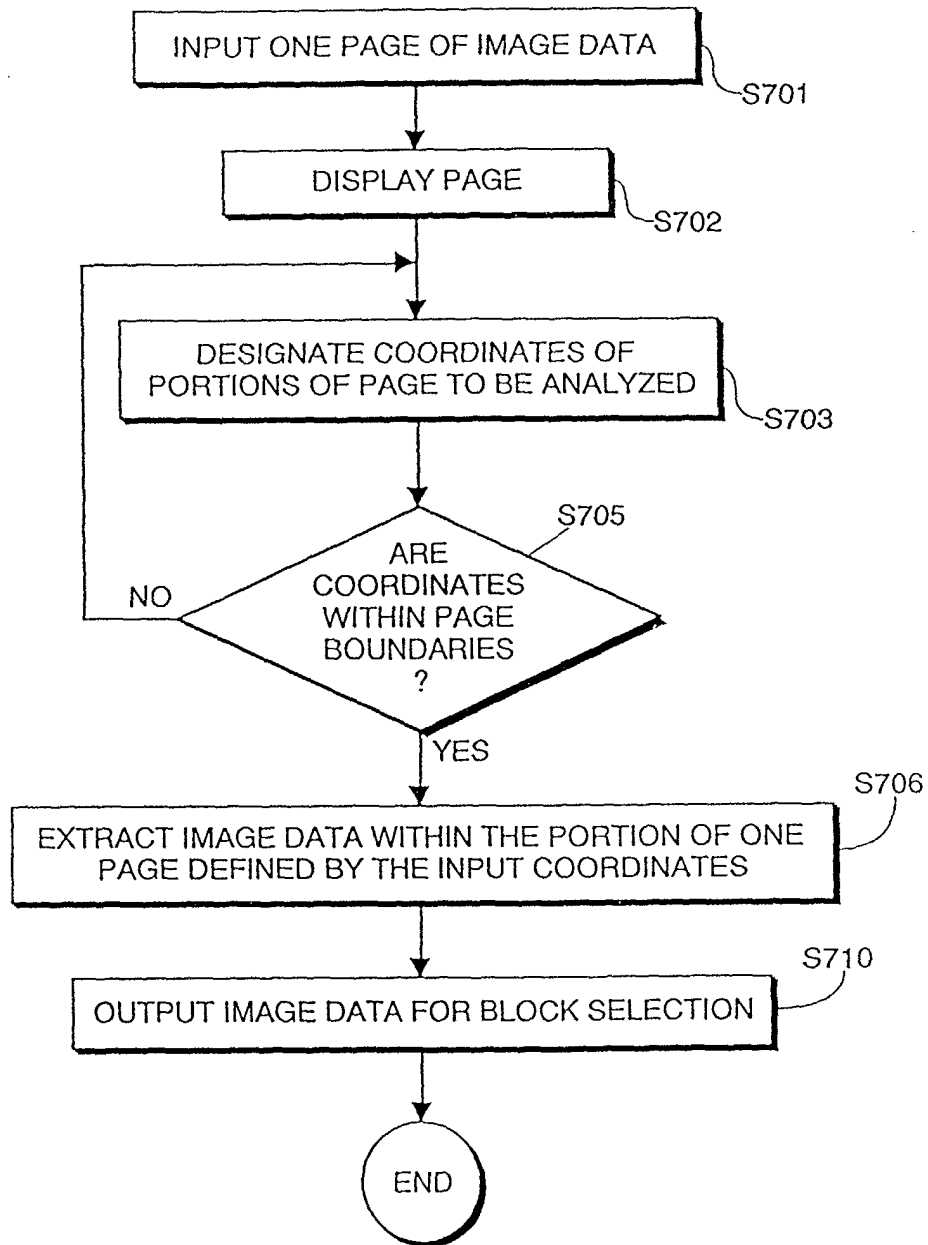 INPUT ONE PAGE OF IMAGE DATA
S701
DISPLAY PAGE
S702
DESIGNATE COORDINATES OF
PORTIONS OF PAGE TO BE ANALYZED
S703
S705
ARE
COORDINATES
WITHIN PAGE
BOUNDARIES
?
NO
YES
S706
EXTRACT IMAGE DATA WITHIN THE PORTION OF ONE
PAGE DEFINED BY THE INPUT COORDINATES
S710
OUTPUT IMAGE DATA FOR BLOCK SELECTION
END